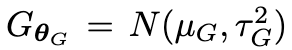 $G_{\boldsymbol{\theta}_G} = N(\mu_G, \tau_G^2)$